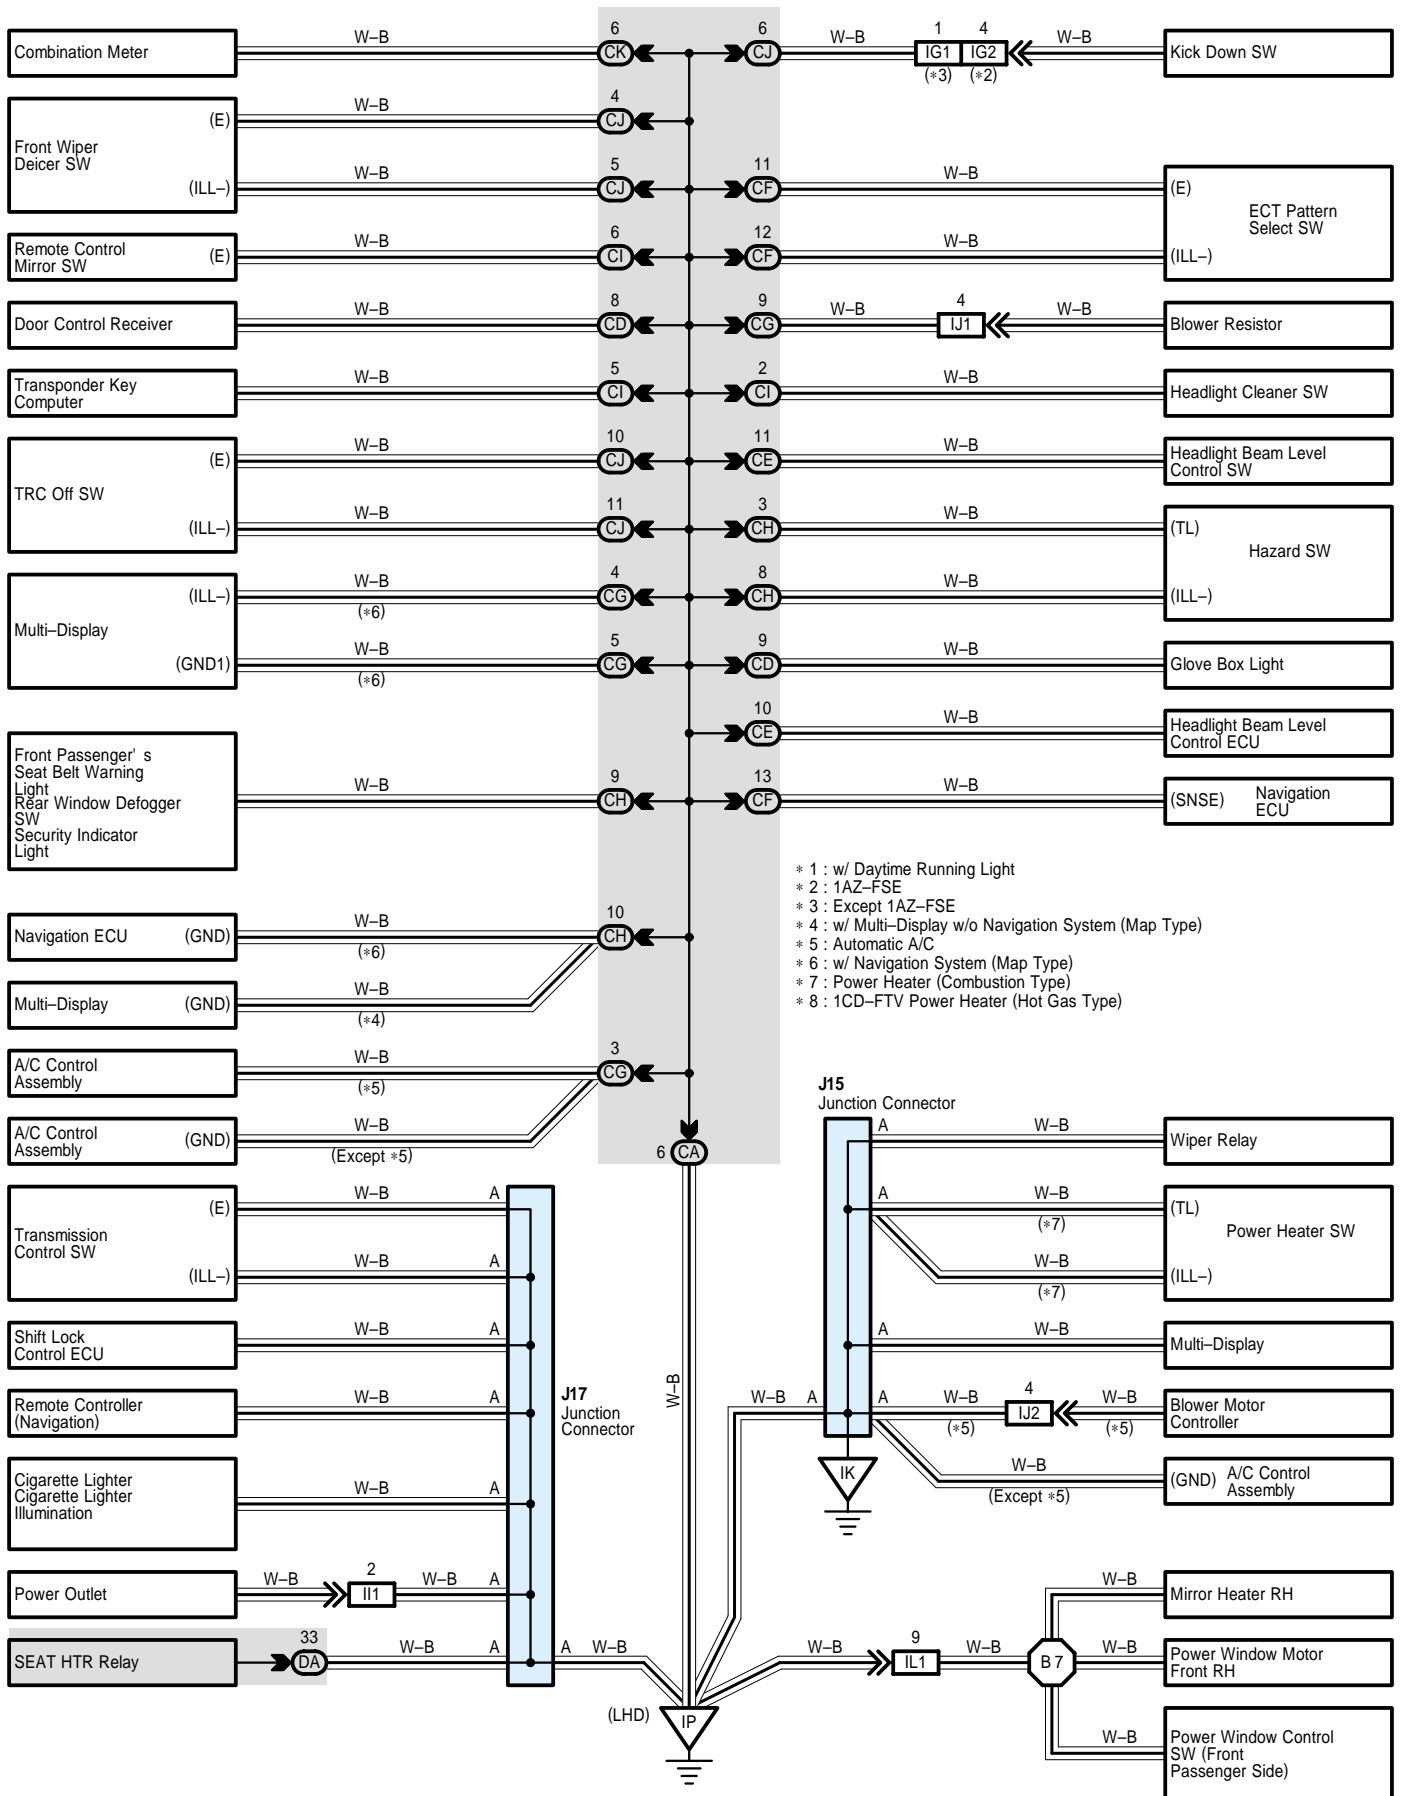 6
6
1
4
Combination Meter
W–B
CK
CJ
W–B
IG1
IG2
W–B
Kick Down SW
(∗3)
(∗2)
4
Front Wiper
Deicer SW
(E)
W–B
CJ
5
11
(ILL–)
W–B
CJ
CF
W–B
(E)
ECT Pattern
Select SW
6
12
Remote Control
Mirror SW
(E)
W–B
CI
CF
W–B
(ILL–)
8
9
4
Door Control Receiver
W–B
CD
CG
W–B
IJ1
W–B
Blower Resistor
5
2
Transponder Key
Computer
W–B
CI
CI
W–B
Headlight Cleaner SW
10
11
TRC Off SW
(E)
W–B
CJ
CE
W–B
Headlight Beam Level
Control SW
11
3
(ILL–)
W–B
CJ
CH
W–B
(TL)
Hazard SW
4
8
Multi–Display
(ILL–)
W–B
(∗6)
CG
CH
W–B
(ILL–)
5
9
(GND1)
W–B
(∗6)
CG
CD
W–B
Glove Box Light
10
CE
W–B
Headlight Beam Level
Control ECU
Front Passenger' s
Seat Belt Warning
Light
Rear Window Defogger
SW
Security Indicator
Light
9
13
W–B
CH
CF
W–B
(SNSE)
Navigation
ECU
∗ 1 : w/ Daytime Running Light
∗ 2 : 1AZ–FSE
∗ 3 : Except 1AZ–FSE
∗ 4 : w/ Multi–Display w/o Navigation System (Map Type)
∗ 5 : Automatic A/C
∗ 6 : w/ Navigation System (Map Type)
∗ 7 : Power Heater (Combustion Type)
∗ 8 : 1CD–FTV Power Heater (Hot Gas Type)
10
Navigation ECU
(GND)
W–B
(∗6)
CH
Multi–Display
(GND)
W–B
(∗4)
3
A/C Control
Assembly
W–B
(∗5)
CG
A/C Control
Assembly
(GND)
W–B
(Except ∗5)
6
CA
J15
Junction Connector
A
W–B
Wiper Relay
Transmission
Control SW
(E)
W–B
A
A
W–B
(∗7)
(TL)
Power Heater SW
(ILL–)
W–B
A
W–B
(∗7)
(ILL–)
Shift Lock
Control ECU
W–B
A
A
W–B
Multi–Display
Remote Controller
(Navigation)
W–B
A
J17
Junction
Connector
W–B
W–B
A
A
W–B
(∗5)
4
IJ2
W–B
(∗5)
Blower Motor
Controller
Cigarette Lighter
Cigarette Lighter
Illumination
W–B
A
IK
W–B
(Except ∗5)
(GND)
A/C Control
Assembly
2
Power Outlet
W–B
II1
W–B
A
W–B
Mirror Heater RH
33
SEAT HTR Relay
DA
W–B
A
A
W–B
W–B
9
IL1
W–B
B 7
W–B
Power Window Motor
Front RH
(LHD)
IP
W–B
Power Window Control
SW (Front
Passenger Side)